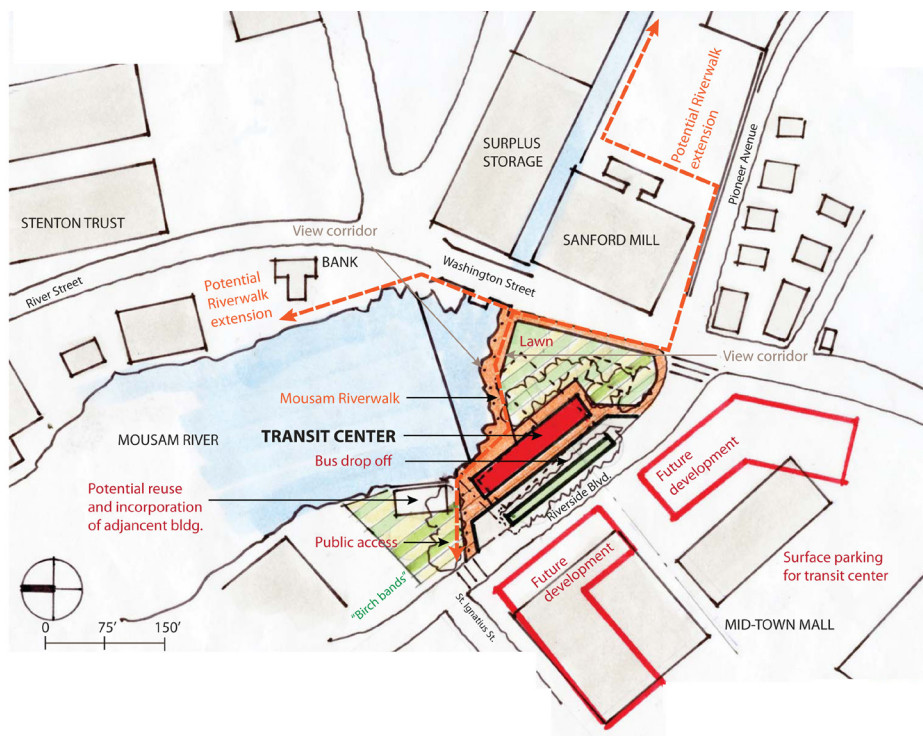 Potential Riverwalk
extension
Pioneer Avenue
SURPLUS
STORAGE
STENTON TRUST
View corridor
SANFORD MILL
BANK
Washington Street
River Street
Potential
Riverwalk
extension
Lawn
View corridor
Mousam Riverwalk
MOUSAM RIVER
TRANSIT CENTER
Bus drop off
Future
development
Potential reuse
and incorporation
of adjancent bldg.
Riverside Blvd.
Public access
Future
development
Surface parking
for transit center
"Birch bands"
St. Ignatius St.
MID-TOWN MALL
0 75' 150'